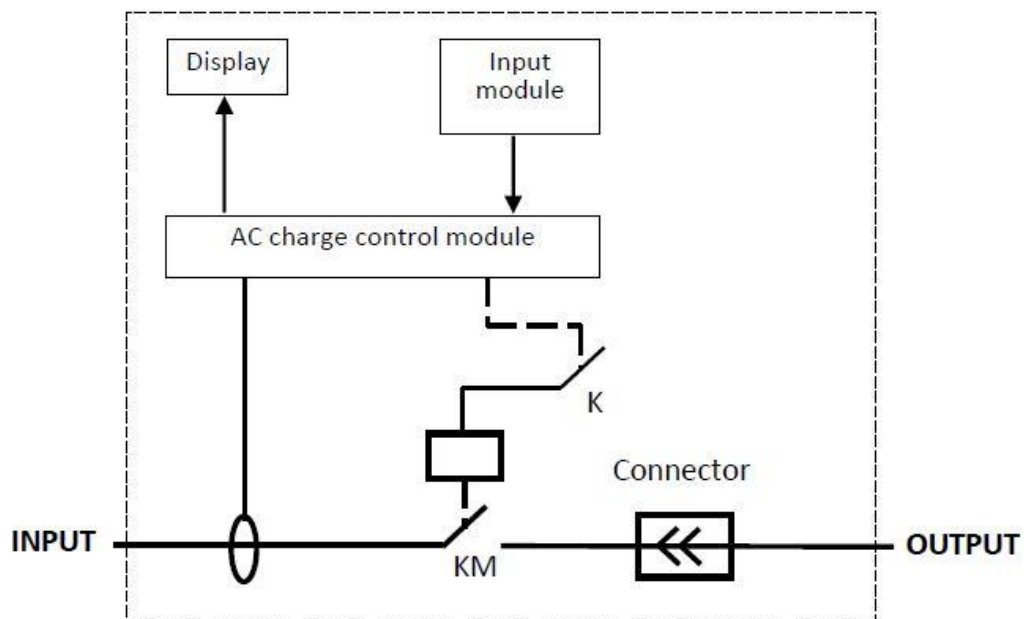 Display
Input
module
AC charge control module
K
Connector
INPUT
KM
OUTPUT